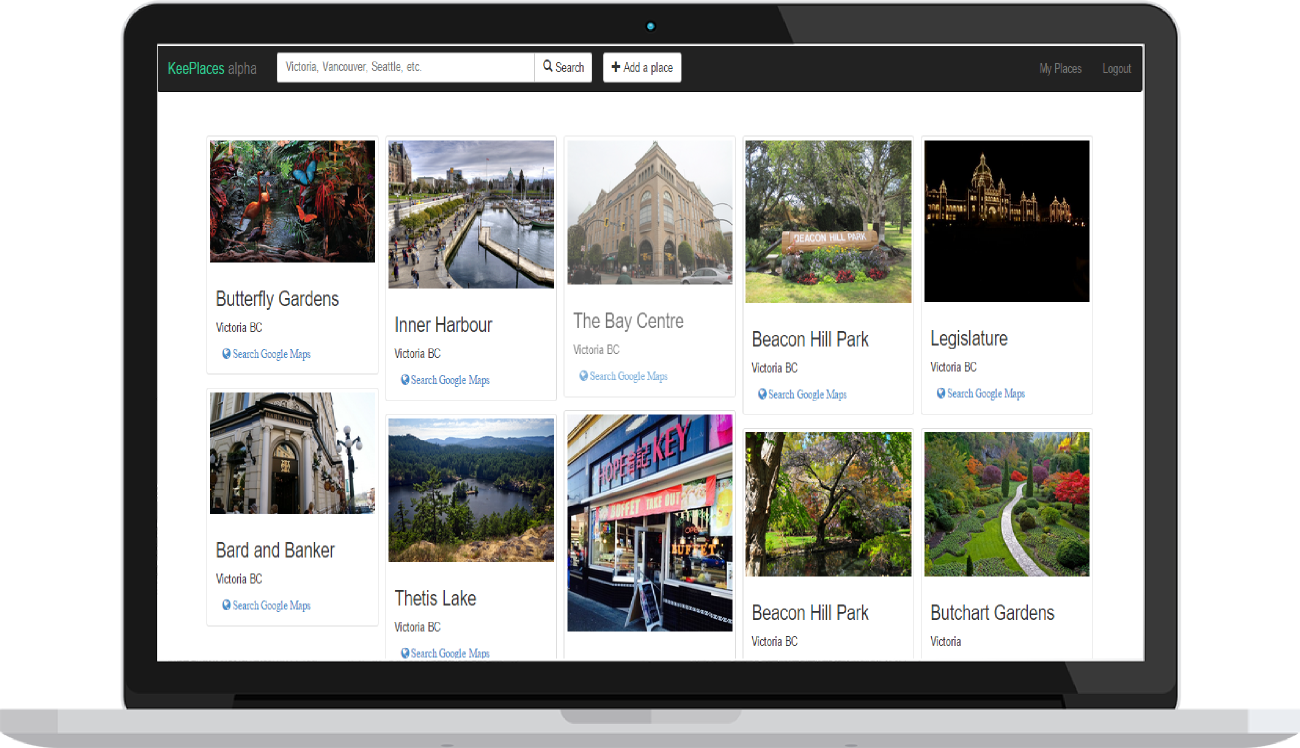 KeePlaces alpha
Victoria, Vancouver, Seattle, etc.
Search
Add a place
My Places
Logout
Butterfly Gardens
Victoria BC
Search Google Maps
Inner Harbour
Victoria BC
Search Google Maps
The Bay Centre
Victoria BC
Search Google Maps
BEACON HILL PARK
Beacon Hill Park
Victoria BC
Search Google Maps
Legislature
Victoria BC
Search Google Maps
Bard and Banker
Victoria BC
Search Google Maps
Thetis Lake
Victoria BC
Search Google Maps
HOPE KEY
BUFFET TAKE OUT
OPEN
BUFFET
Beacon Hill Park
Victoria BC
Butchart Gardens
Victoria